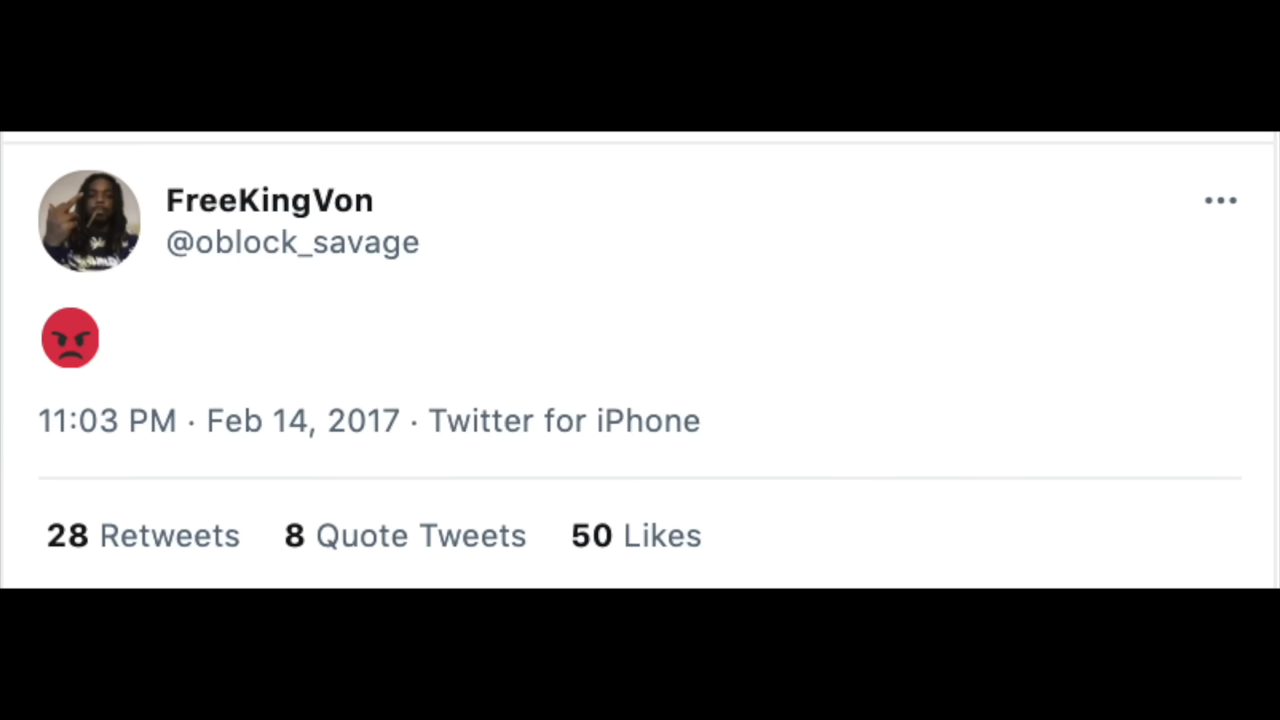 FreeKingVon
@oblock_savage
😡
11:03 PM · Feb 14, 2017 · Twitter for iPhone
28 Retweets 8 Quote Tweets 50 Likes